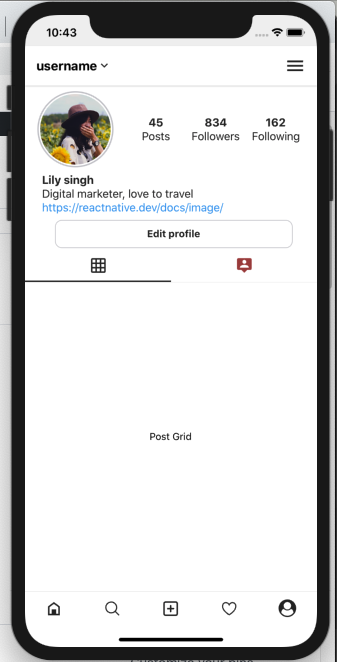 10:43
username
45 834 162
Posts Followers Following
Lily singh
Digital marketer, love to travel
https://reactnative.dev/docs/image/
Edit profile
Post Grid